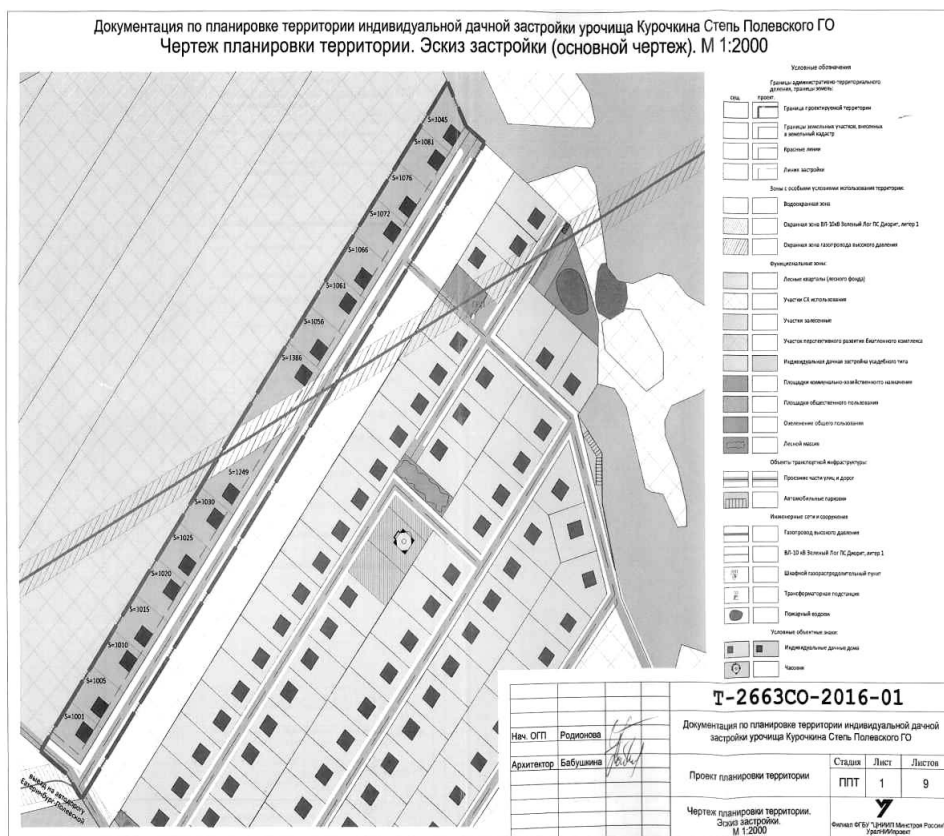 Документация по планировке территории индивидуальной дачной застройки урочища Курочкина Степь Полевского ГО
Чертеж планировки территории. Эскиз застройки (основной чертеж). М 1:2000
Условные обозначения
Границы административно-территориального
деления, границы земель:
сущ. проект.
Граница проектируемой территории
Границы земельных участков, внесенных
в земельный кадастр
Красные линии
Линия застройки
Зоны с особыми условиями использования территории:
Водоохранная зона
Охранная зона ВЛ-10кВ Зеленый Лог ПС Диорит, литер 1
Охранная зона газопровода высокого давления
Функциональные зоны:
Лесные кварталы (лесного фонда)
Участки СХ использования
Участки залесенные
Участок перспективного развития биатлонного комплекса
Индивидуальная дачная застройка усадебного типа
Площадки коммунально-хозяйственного назначения
Площадки общественного пользования
Озеленение общего пользования
Лесной массив
Объекты транспортной инфраструктуры:
Проезжие части улиц и дорог
Автомобильные парковки
Инженерные сети и сооружения
Газопровод высокого давления
ВЛ-10 кВ Зеленый Лог ПС Диорит, литер 1
Шкафной газораспределительный пункт
Трансформаторная подстанция
Пожарный водоем
Условные объектные знаки:
Индивидуальные дачные дома
Часовня
S=1045
S=1081
S=1076
S=1072
S=1066
S=1061
S=1056
S=1386
S=1249
S=1030
S=1025
S=1020
S=1015
S=1010
S=1005
S=1001
выезд на автодорогу
Екатеринбург-Полевской
Т-2663СО-2016-01
Документация по планировке территории индивидуальной дачной
застройки урочища Курочкина Степь Полевского ГО
Нач. ОГП Родионова
Архитектор Бабушкина
Проект планировки территории
Стадия Лист Листов
ППТ 1 9
Чертеж планировки территории.
Эскиз застройки.
М 1:2000
Филиал ФГБУ "ЦНИИП Минстроя России"
УралНИИпроект